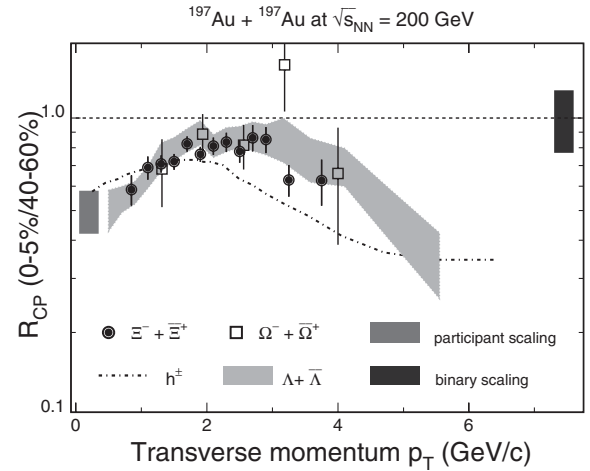 ¹⁹⁷Au + ¹⁹⁷Au at √s_NN = 200 GeV
R_CP (0-5%/40-60%)
1.0
0.1
Ξ⁻ + Ξ̅⁺
Ω⁻ + Ω̅⁺
participant scaling
h±
Λ+ Λ̅
binary scaling
0 2 4 6
Transverse momentum p_T (GeV/c)